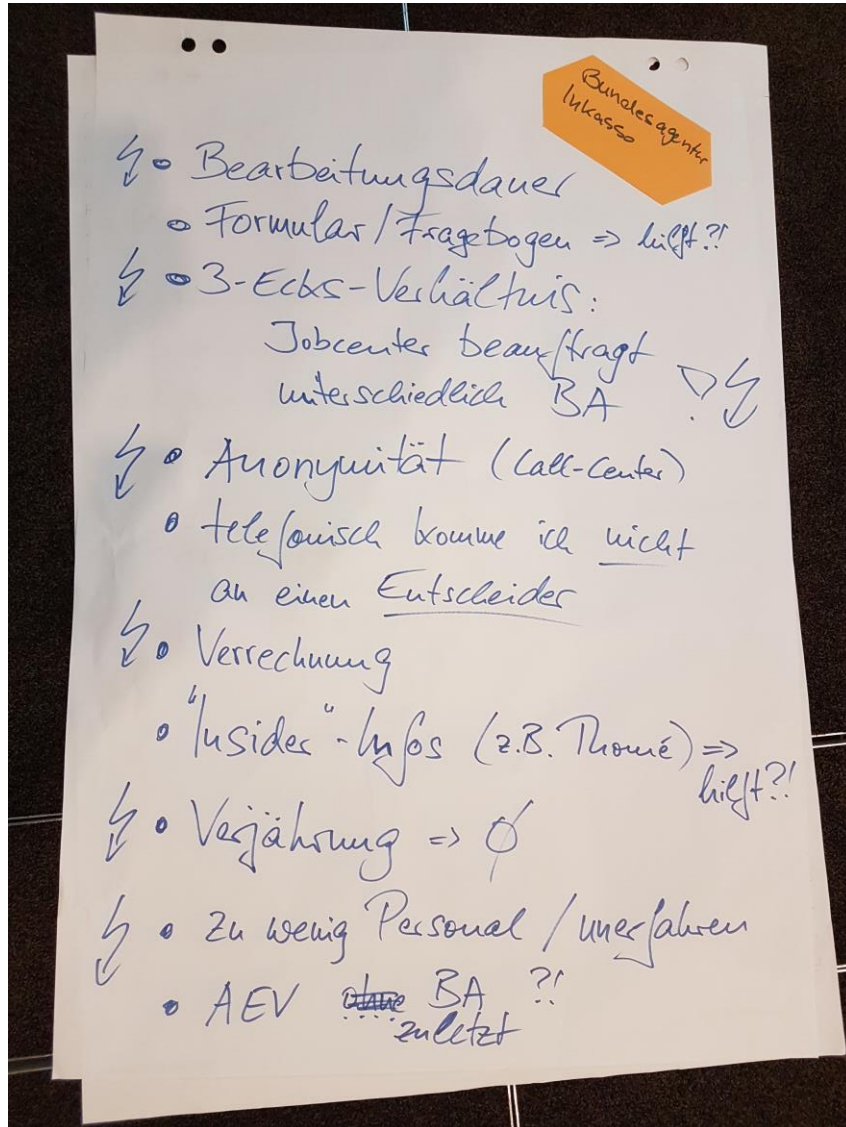 Bundesagentur
Inkasso
• Bearbeitungsdauer
• Formular/Fragebogen => hilft?!
• 3-Ecks-Verhältnis:
Jobcenter beauftragt
unterschiedlich BA
• Anonymität (Call-Center)
• telefonisch komme ich nicht
an einen Entscheider
• Verrechnung
• "Insider"-Infos (z.B. Thomé) =>
hilft?!
• Verjährung => Ø
• zu wenig Personal / unerfahren
• AEV ohne BA ?!
zuletzt